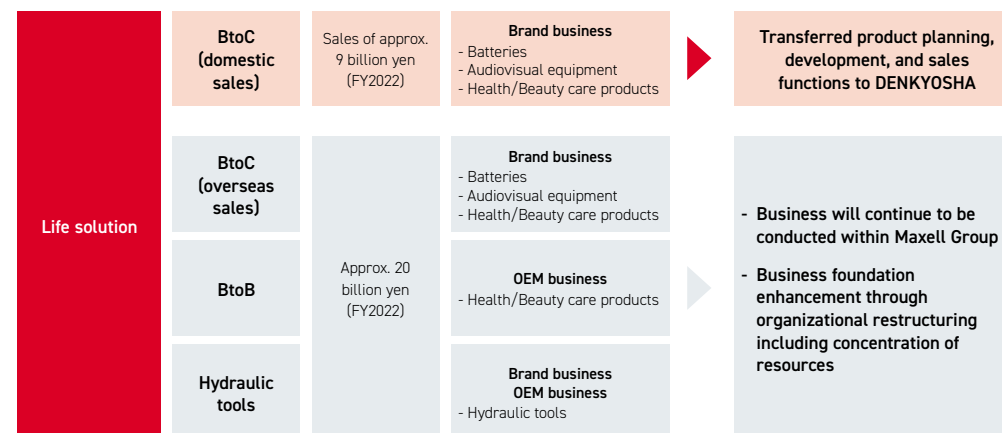 Life solution
BtoC
(domestic
sales)
Sales of approx.
9 billion yen
(FY2022)
Brand business
- Batteries
- Audiovisual equipment
- Health/Beauty care products
Transferred product planning,
development, and sales
functions to DENKYOSHA
BtoC
(overseas
sales)
Approx. 20
billion yen
(FY2022)
Brand business
- Batteries
- Audiovisual equipment
- Health/Beauty care products
BtoB
OEM business
- Health/Beauty care products
Hydraulic
tools
Brand business
OEM business
- Hydraulic tools
- Business will continue to be
conducted within Maxell Group
- Business foundation
enhancement through
organizational restructuring
including concentration of
resources